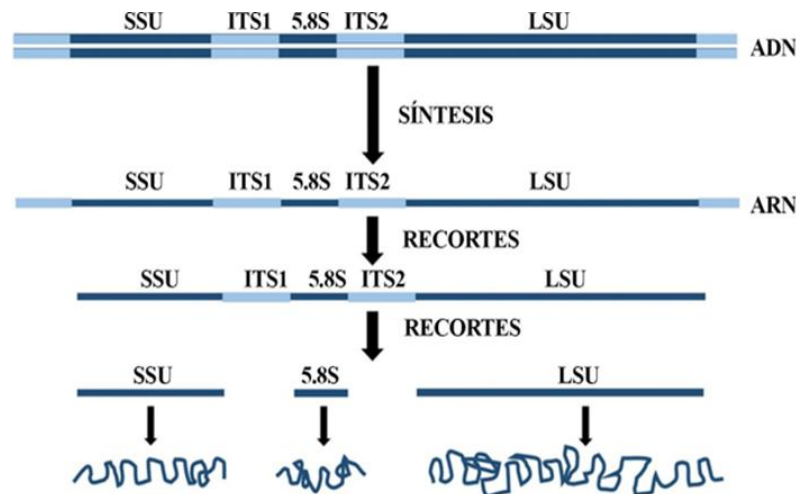 SSU ITS1 5.8S ITS2 LSU
ADN
SÍNTESIS
SSU ITS1 5.8S ITS2 LSU
ARN
RECORTES
SSU ITS1 5.8S ITS2 LSU
RECORTES
SSU 5.8S LSU